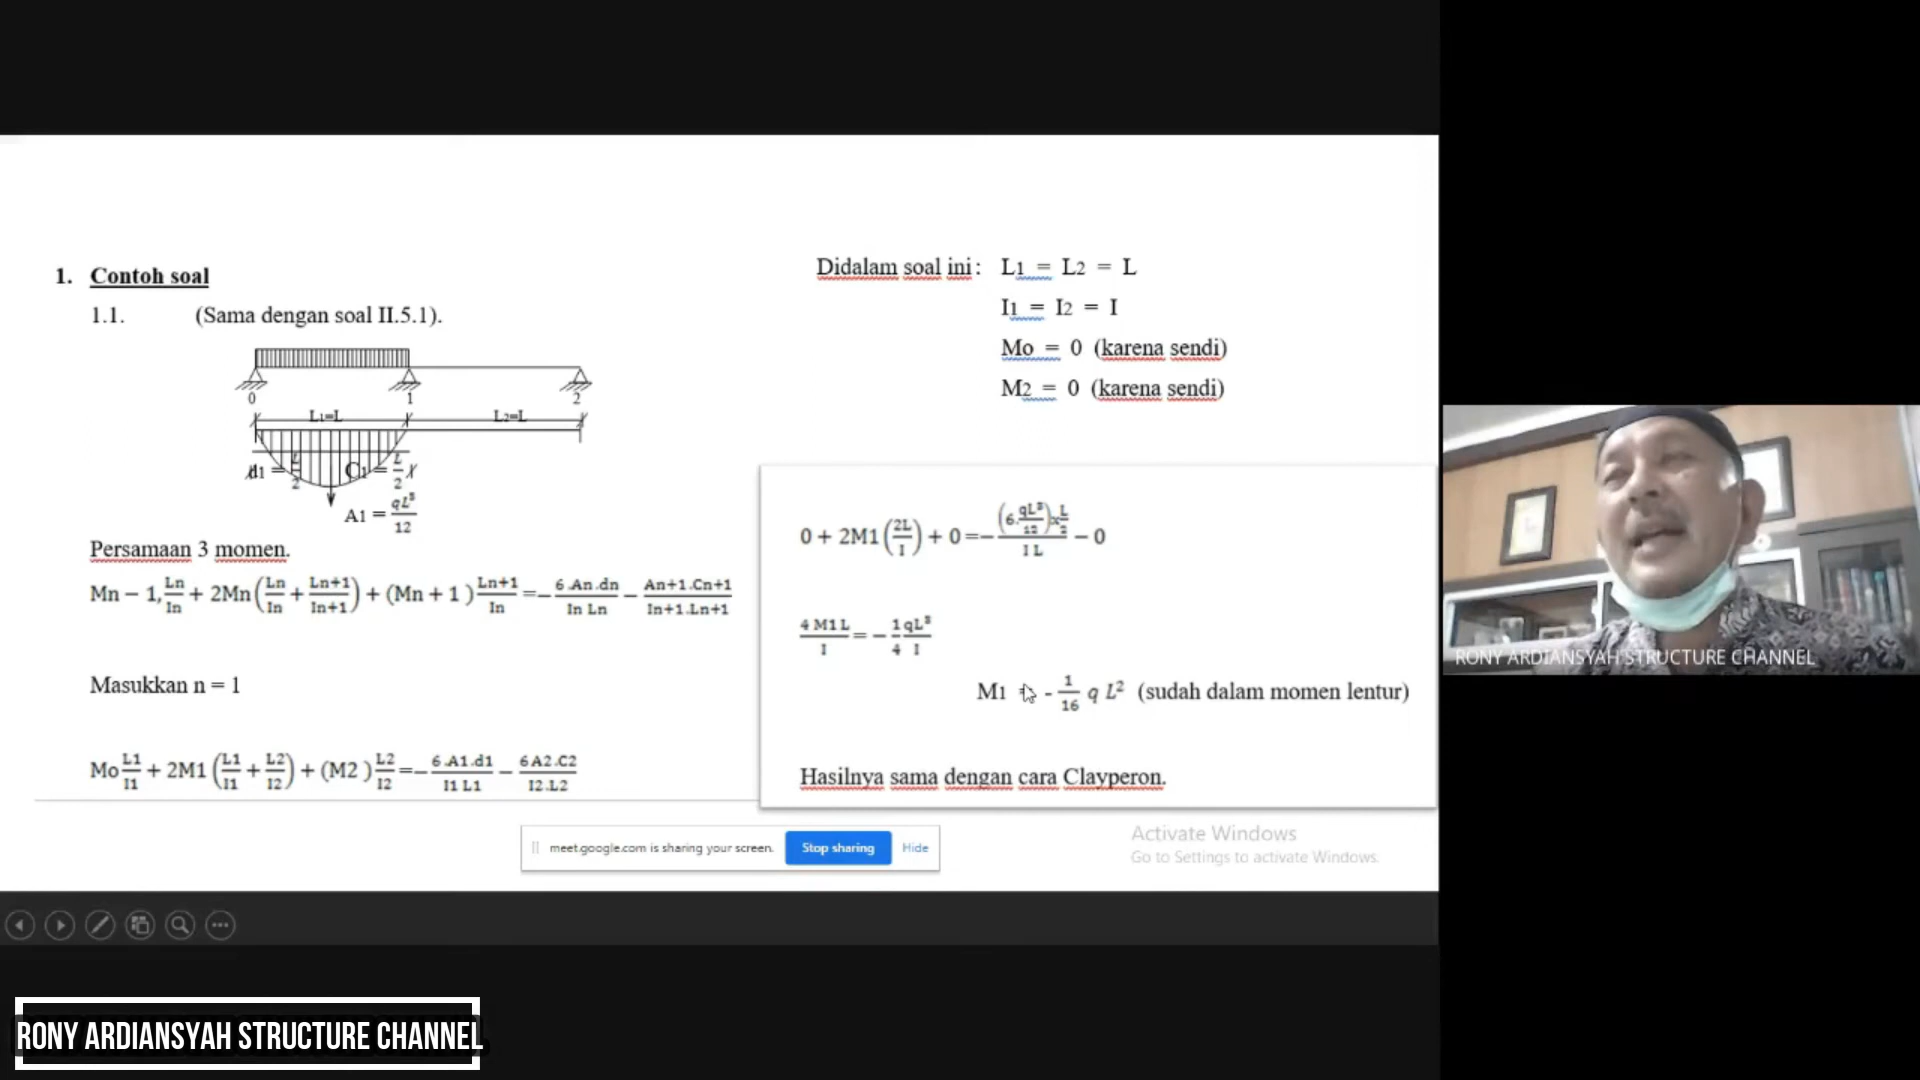 1. Contoh soal
1.1. (Sama dengan soal II.5.1).
0 1 2
L1=L L2=L
d1 = L/2 C1 = L/2
A1 = qL³/12
Persamaan 3 momen.
Mn − 1, Ln/In + 2Mn (Ln/In + Ln+1/In+1) + (Mn + 1 ) Ln+1/In = − 6.An.dn/In Ln − An+1.Cn+1/In+1.Ln+1
Masukkan n = 1
Mo L1/I1 + 2M1 (L1/I1 + L2/I2) + (M2 ) L2/I2 = − 6.A1.d1/I1 L1 − 6A2.C2/I2.L2
Didalam soal ini : L1 = L2 = L
I1 = I2 = I
Mo = 0 (karena sendi)
M2 = 0 (karena sendi)
0 + 2M1 (2L/I) + 0 = − (6.qL³/12)x L/2 / I L − 0
4 M1L/I = − 1/4 qL³/I
M1 = - 1/16 q L² (sudah dalam momen lentur)
Hasilnya sama dengan cara Clayperon.
meet.google.com is sharing your screen. Stop sharing Hide
Activate Windows
Go to Settings to activate Windows.
RONY ARDIANSYAH STRUCTURE CHANNEL
RONY ARDIANSYAH STRUCTURE CHANNEL